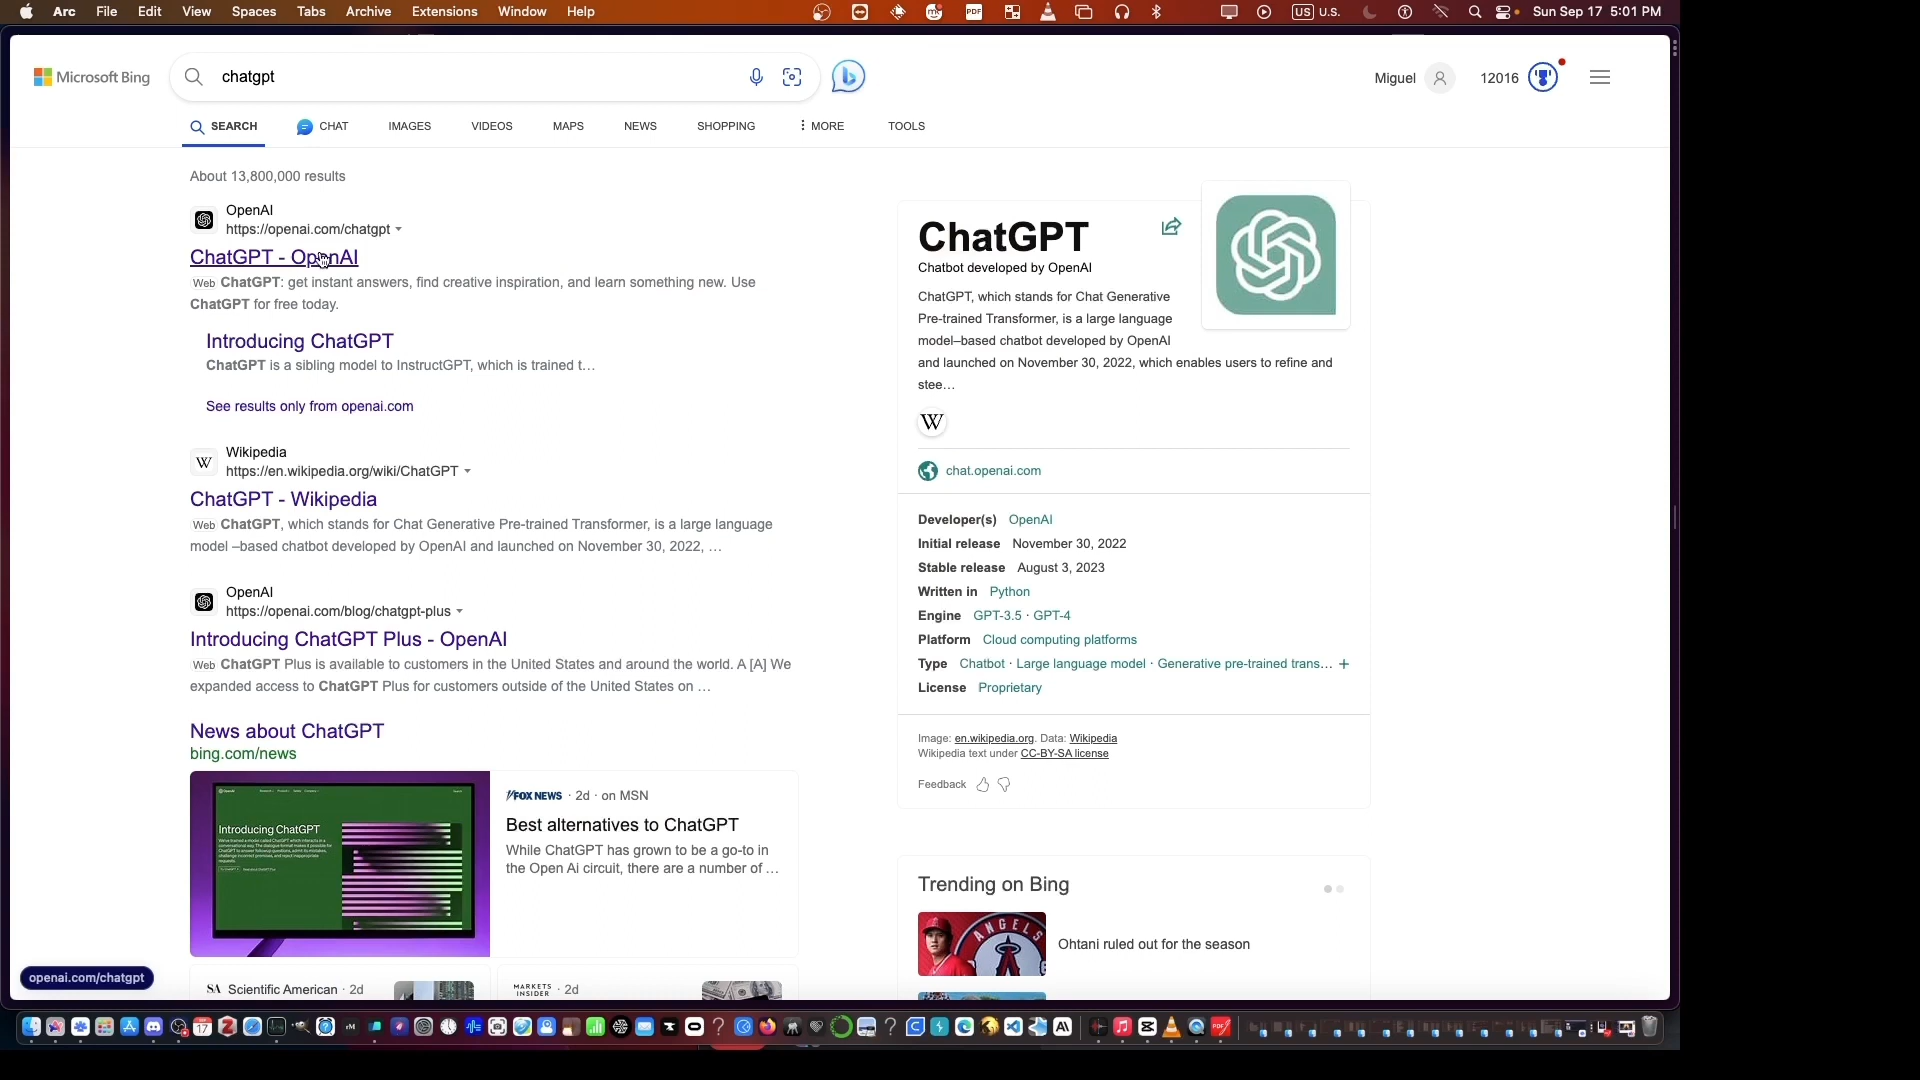 Arc File Edit View Spaces Tabs Archive Extensions Window Help
US U.S.
Sun Sep 17 5:01 PM
Microsoft Bing
chatgpt
Miguel
12016
SEARCH
CHAT
IMAGES
VIDEOS
MAPS
NEWS
SHOPPING
MORE
TOOLS
About 13,800,000 results
OpenAI
https://openai.com/chatgpt
ChatGPT - OpenAI
Web ChatGPT: get instant answers, find creative inspiration, and learn something new. Use
ChatGPT for free today.
Introducing ChatGPT
ChatGPT is a sibling model to InstructGPT, which is trained t…
See results only from openai.com
Wikipedia
https://en.wikipedia.org/wiki/ChatGPT
ChatGPT - Wikipedia
Web ChatGPT, which stands for Chat Generative Pre-trained Transformer, is a large language
model –based chatbot developed by OpenAI and launched on November 30, 2022, …
OpenAI
https://openai.com/blog/chatgpt-plus
Introducing ChatGPT Plus - OpenAI
Web ChatGPT Plus is available to customers in the United States and around the world. A [A] We
expanded access to ChatGPT Plus for customers outside of the United States on …
News about ChatGPT
bing.com/news
Introducing ChatGPT
FOX NEWS · 2d · on MSN
Best alternatives to ChatGPT
While ChatGPT has grown to be a go-to in
the Open Ai circuit, there are a number of …
SA Scientific American · 2d
MARKETS
INSIDER · 2d
openai.com/chatgpt
ChatGPT
Chatbot developed by OpenAI
ChatGPT, which stands for Chat Generative
Pre-trained Transformer, is a large language
model–based chatbot developed by OpenAI
and launched on November 30, 2022, which enables users to refine and
stee…
W
chat.openai.com
Developer(s) OpenAI
Initial release November 30, 2022
Stable release August 3, 2023
Written in Python
Engine GPT-3.5 · GPT-4
Platform Cloud computing platforms
Type Chatbot · Large language model · Generative pre-trained trans… +
License Proprietary
Image: en.wikipedia.org. Data: Wikipedia
Wikipedia text under CC-BY-SA license
Feedback
Trending on Bing
ANGELS
Ohtani ruled out for the season